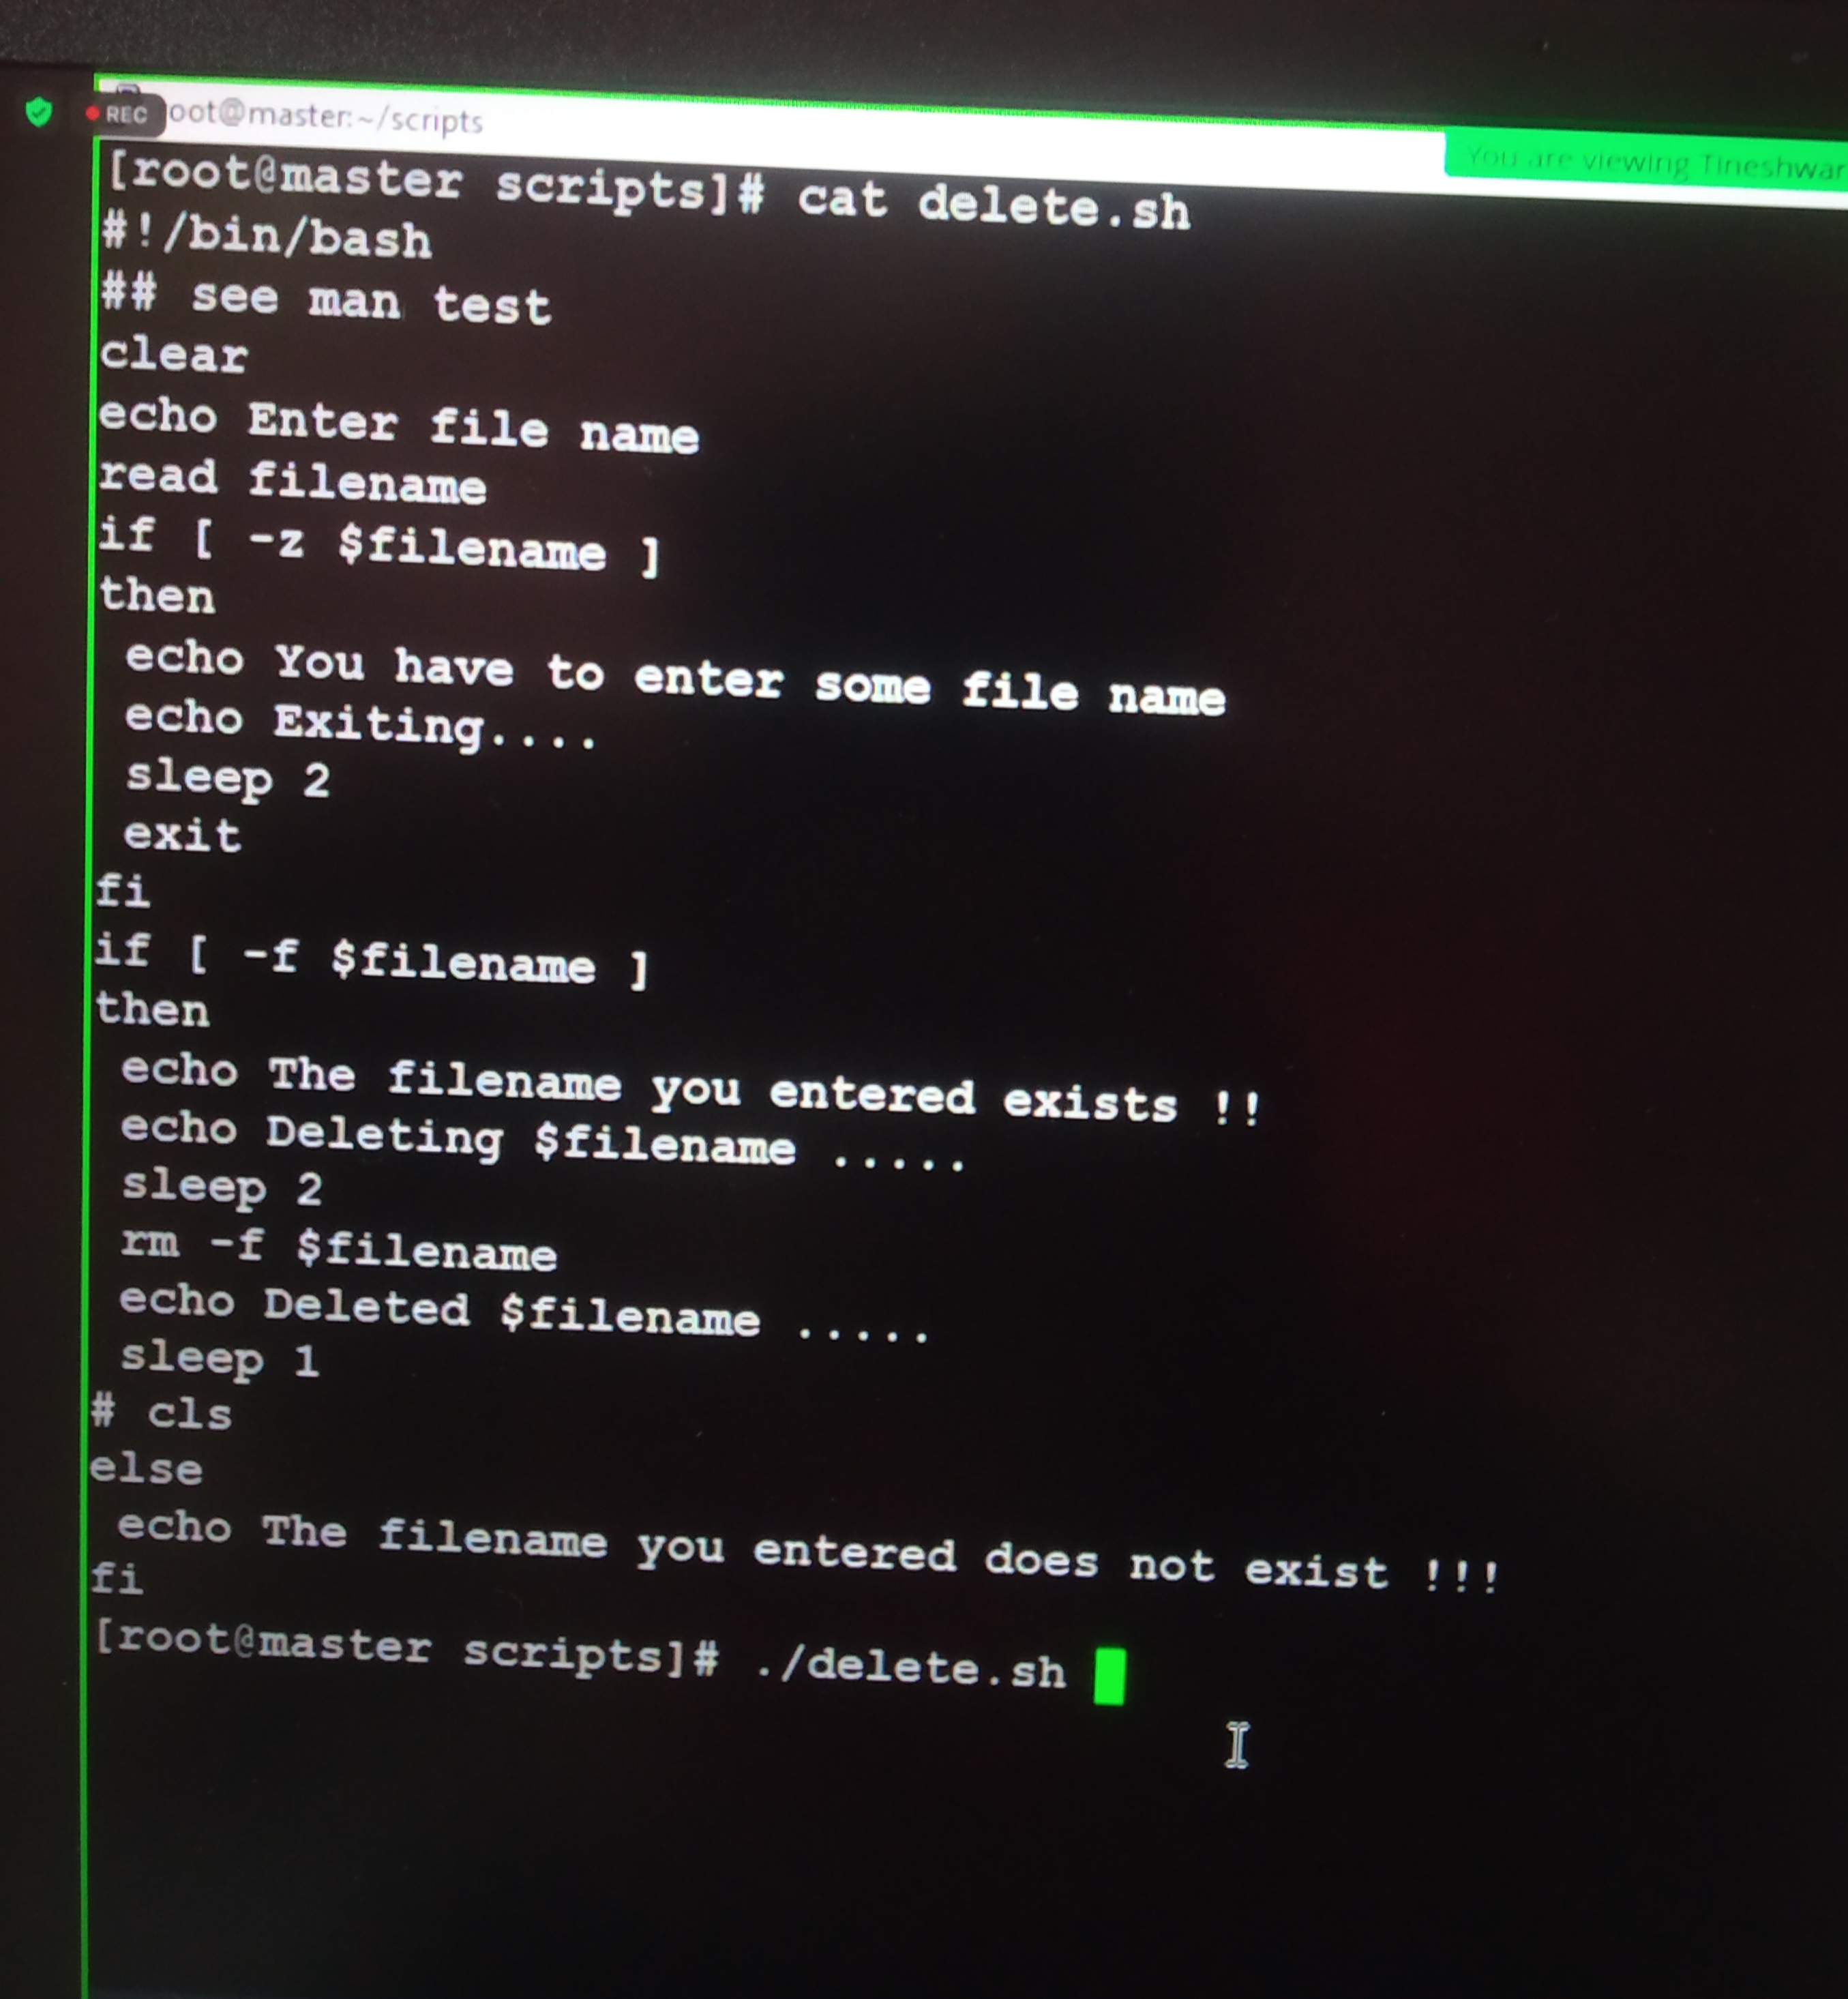 REC oot@master:~/scripts
You are viewing Tineshwar
[root@master scripts]# cat delete.sh
#!/bin/bash
## see man test
clear
echo Enter file name
read filename
if [ -z $filename ]
then
 echo You have to enter some file name
 echo Exiting....
 sleep 2
 exit
fi
if [ -f $filename ]
then
 echo The filename you entered exists !!
 echo Deleting $filename .....
 sleep 2
 rm -f $filename
 echo Deleted $filename .....
 sleep 1
# cls
else
 echo The filename you entered does not exist !!!
fi
[root@master scripts]# ./delete.sh